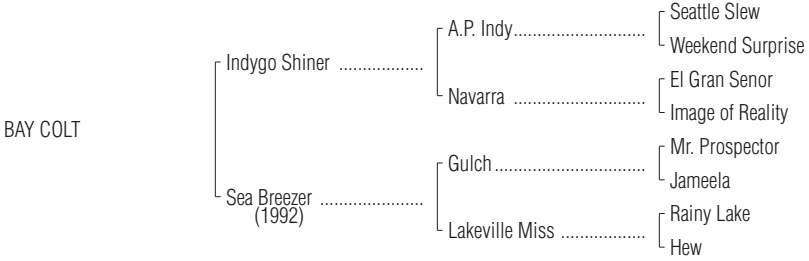 Seattle Slew
A.P. Indy..............................
Weekend Surprise
Indygo Shiner ...................
El Gran Senor
Navarra ..............................
Image of Reality
BAY COLT
Mr. Prospector
Gulch..................................
Jameela
Sea Breezer .......................
(1992)
Rainy Lake
Lakeville Miss ...................
Hew